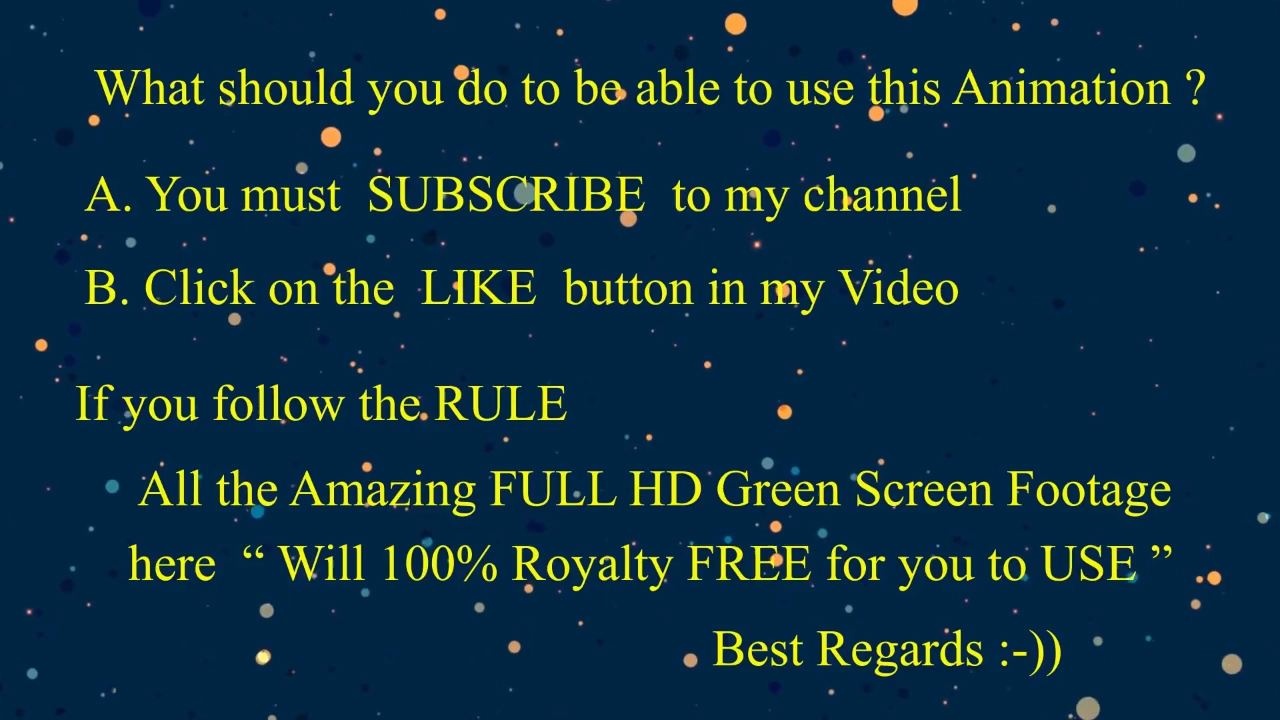 What should you do to be able to use this Animation ?
A. You must SUBSCRIBE to my channel
B. Click on the LIKE button in my Video
If you follow the RULE
All the Amazing FULL HD Green Screen Footage
here “ Will 100% Royalty FREE for you to USE ”
Best Regards :-))